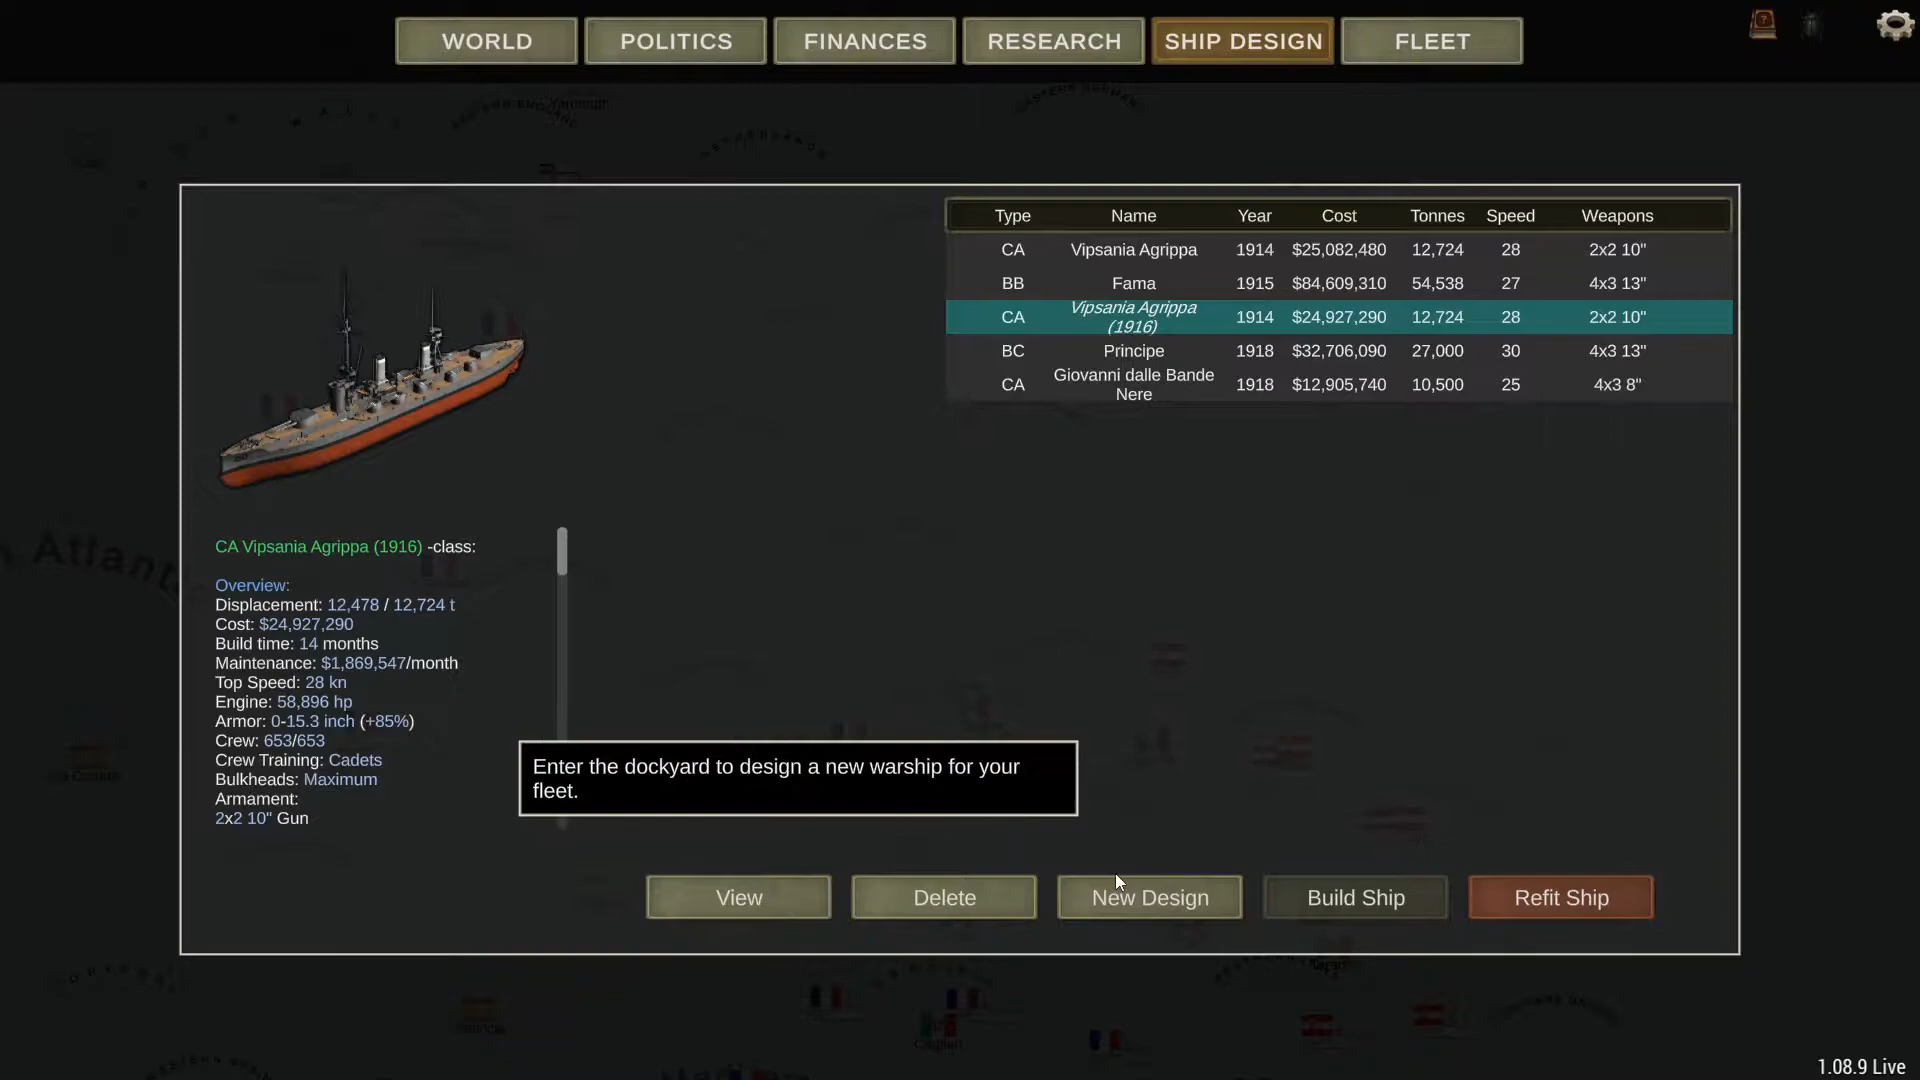 WORLD POLITICS FINANCES RESEARCH SHIP DESIGN FLEET
Type Name Year Cost Tonnes Speed Weapons
CA Vipsania Agrippa 1914 $25,082,480 12,724 28 2x2 10"
BB Fama 1915 $84,609,310 54,538 27 4x3 13"
CA Vipsania Agrippa (1916) 1914 $24,927,290 12,724 28 2x2 10"
BC Principe 1918 $32,706,090 27,000 30 4x3 13"
CA Giovanni dalle Bande Nere 1918 $12,905,740 10,500 25 4x3 8"
CA Vipsania Agrippa (1916) -class:
Overview:
Displacement: 12,478 / 12,724 t
Cost: $24,927,290
Build time: 14 months
Maintenance: $1,869,547/month
Top Speed: 28 kn
Engine: 58,896 hp
Armor: 0-15.3 inch (+85%)
Crew: 653/653
Crew Training: Cadets
Bulkheads: Maximum
Armament:
2x2 10" Gun
Enter the dockyard to design a new warship for your
fleet.
View Delete New Design Build Ship Refit Ship
1.08.9 Live